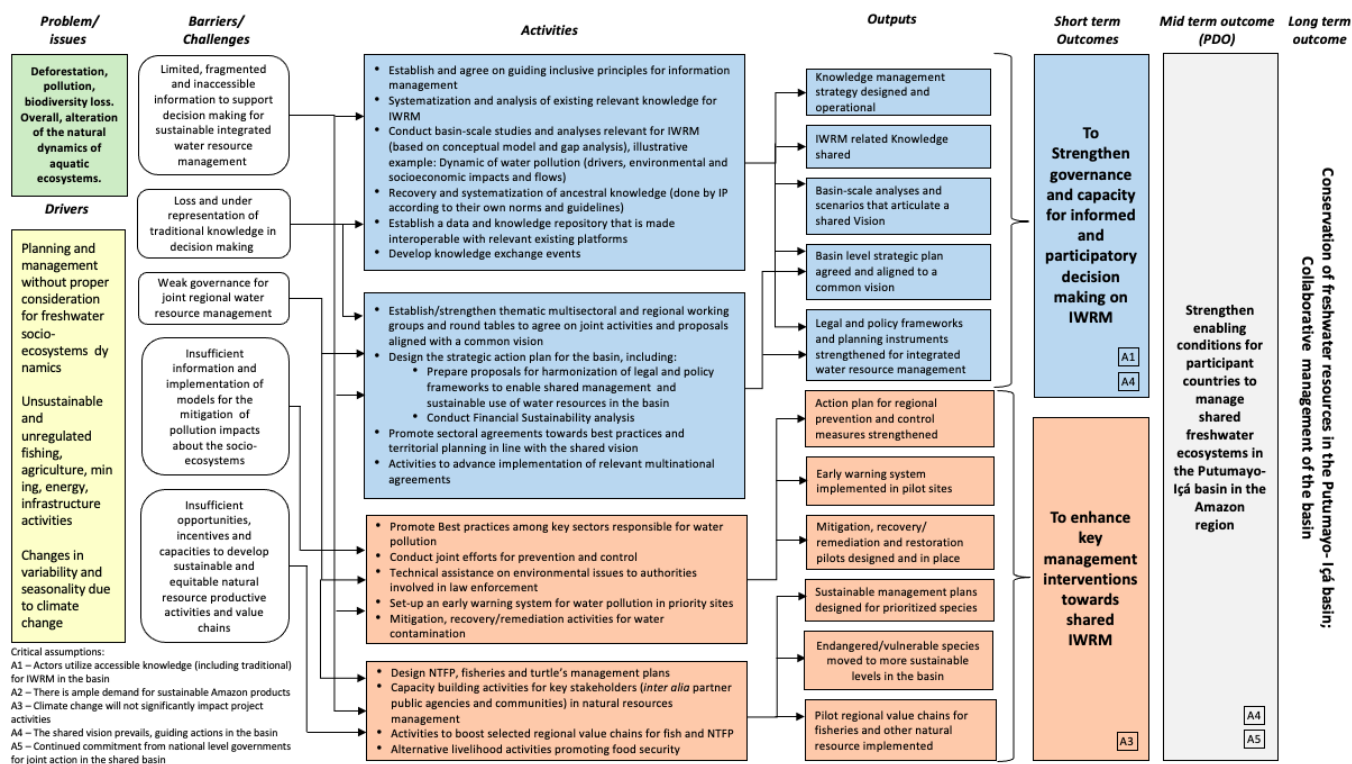 Problem/
issues
Barriers/
Challenges
Activities
Outputs
Short term
Outcomes
Mid term outcome
(PDO)
Long term
outcome
Deforestation,
pollution,
biodiversity loss.
Overall, alteration
of the natural
dynamics of
aquatic
ecosystems.
Drivers
Planning and
management
without proper
consideration
for freshwater
socio-
ecosystems dy
namics
Unsustainable
and
unregulated
fishing,
agriculture, min
ing, energy,
infrastructure
activities
Changes in
variability and
seasonality due
to climate
change
Limited, fragmented
and inaccessible
information to support
decision making for
sustainable integrated
water resource
management
Loss and under
representation of
traditional knowledge in
decision making
Weak governance for
joint regional water
resource management
Insufficient
information and
implementation of
models for the
mitigation of
pollution impacts
about the socio-
ecosystems
Insufficient
opportunities,
incentives and
capacities to develop
sustainable and
equitable natural
resource productive
activities and value
chains
• Establish and agree on guiding inclusive principles for information
management
• Systematization and analysis of existing relevant knowledge for
IWRM
• Conduct basin-scale studies and analyses relevant for IWRM
(based on conceptual model and gap analysis), illustrative
example: Dynamic of water pollution (drivers, environmental and
socioeconomic impacts and flows)
• Recovery and systematization of ancestral knowledge (done by IP
according to their own norms and guidelines)
• Establish a data and knowledge repository that is made
interoperable with relevant existing platforms
• Develop knowledge exchange events
• Establish/strengthen thematic multisectoral and regional working
groups and round tables to agree on joint activities and proposals
aligned with a common vision
• Design the strategic action plan for the basin, including:
• Prepare proposals for harmonization of legal and policy
frameworks to enable shared management and
sustainable use of water resources in the basin
• Conduct Financial Sustainability analysis
• Promote sectoral agreements towards best practices and
territorial planning in line with the shared vision
• Activities to advance implementation of relevant multinational
agreements
• Promote Best practices among key sectors responsible for water
pollution
• Conduct joint efforts for prevention and control
• Technical assistance on environmental issues to authorities
involved in law enforcement
• Set-up an early warning system for water pollution in priority sites
• Mitigation, recovery/remediation activities for water
contamination
• Design NTFP, fisheries and turtle's management plans
• Capacity building activities for key stakeholders (inter alia partner
public agencies and communities) in natural resources
management
• Activities to boost selected regional value chains for fish and NTFP
• Alternative livelihood activities promoting food security
Knowledge management
strategy designed and
operational
IWRM related Knowledge
shared
Basin-scale analyses and
scenarios that articulate a
shared Vision
Basin level strategic plan
agreed and aligned to a
common vision
Legal and policy frameworks
and planning instruments
strengthened for integrated
water resource management
Action plan for regional
prevention and control
measures strengthened
Early warning system
implemented in pilot sites
Mitigation, recovery/
remediation and restoration
pilots designed and in place
Sustainable management plans
designed for prioritized species
Endangered/vulnerable species
moved to more sustainable
levels in the basin
Pilot regional value chains for
fisheries and other natural
resource implemented
To
Strengthen
governance
and capacity
for informed
and
participatory
decision
making on
IWRM
A1
A4
To enhance
key
management
interventions
towards
shared
IWRM
A3
Strengthen
enabling
conditions for
participant
countries to
manage
shared
freshwater
ecosystems in
the Putumayo-
Içá basin in the
Amazon
region
A4
A5
Conservation of freshwater resources in the Putumayo- Içá basin;
Collaborative management of the basin
Critical assumptions:
A1 – Actors utilize accessible knowledge (including traditional)
for IWRM in the basin
A2 – There is ample demand for sustainable Amazon products
A3 – Climate change will not significantly impact project
activities
A4 – The shared vision prevails, guiding actions in the basin
A5 – Continued commitment from national level governments
for joint action in the shared basin